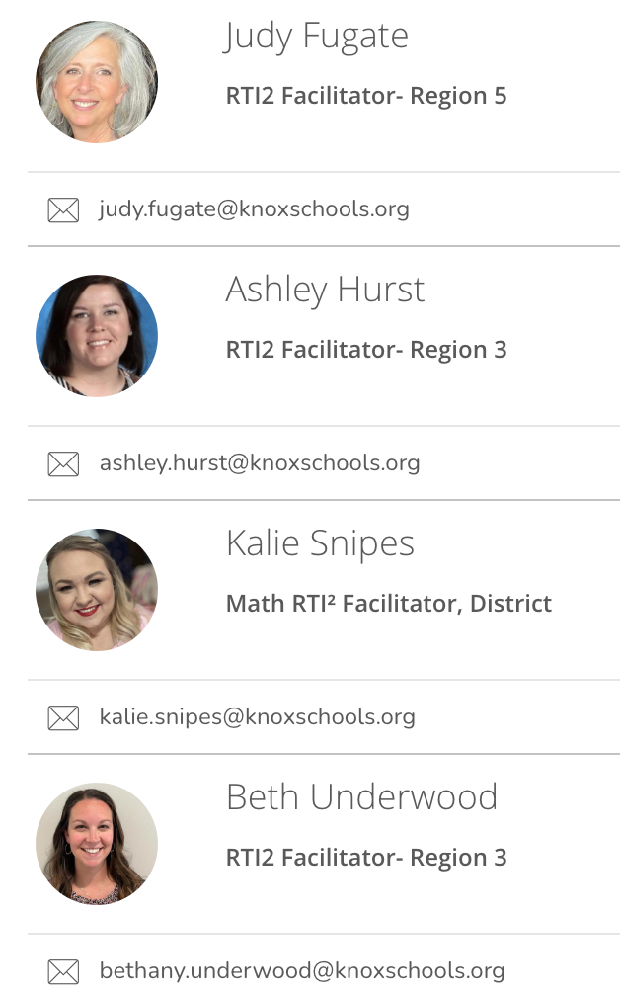 Judy Fugate
RTI2 Facilitator- Region 5
judy.fugate@knoxschools.org
Ashley Hurst
RTI2 Facilitator- Region 3
ashley.hurst@knoxschools.org
Kalie Snipes
Math RTI² Facilitator, District
kalie.snipes@knoxschools.org
Beth Underwood
RTI2 Facilitator- Region 3
bethany.underwood@knoxschools.org